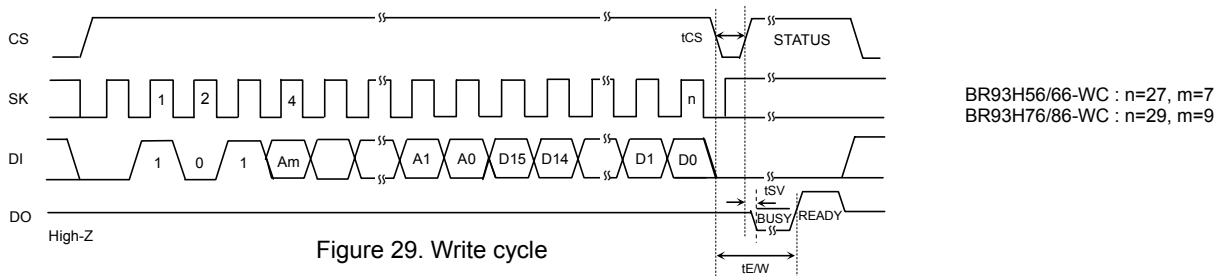 CS
tCS
STATUS
SK
1 2 4 n
BR93H56/66-WC : n=27, m=7
BR93H76/86-WC : n=29, m=9
DI
1 0 1 Am A1 A0 D15 D14 D1 D0
tSV
DO
BUSY READY
High-Z
Figure 29. Write cycle
tE/W